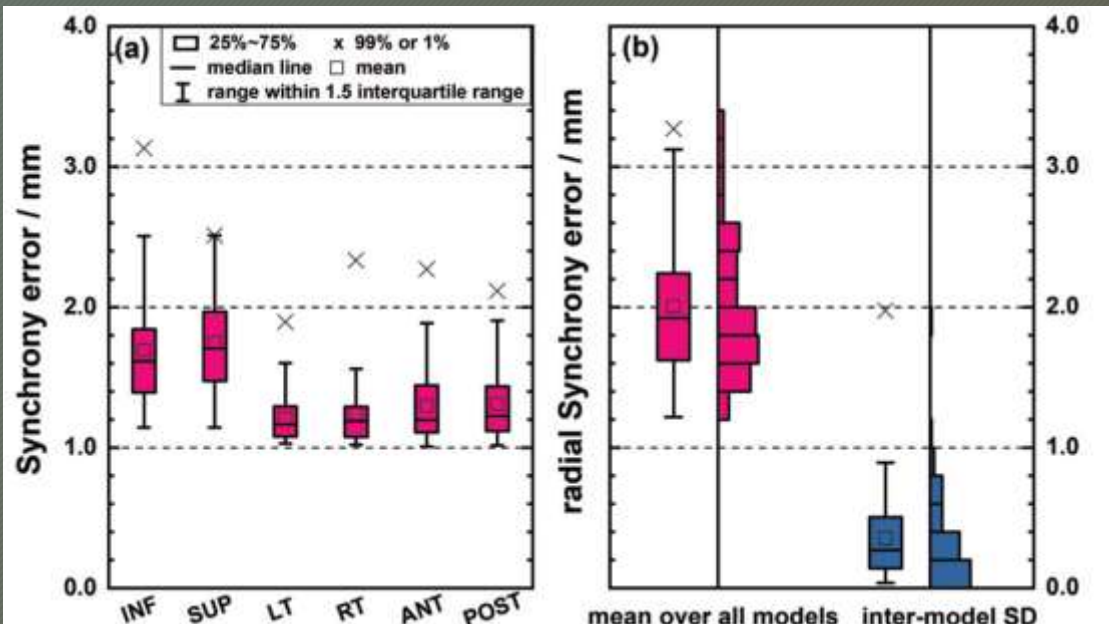 (a)
25%~75% x 99% or 1%
median line mean
range within 1.5 interquartile range
Synchrony error / mm
4.0
3.0
2.0
1.0
0.0
INF SUP LT RT ANT POST
(b)
radial Synchrony error / mm
4.0
3.0
2.0
1.0
0.0
mean over all models inter-model SD